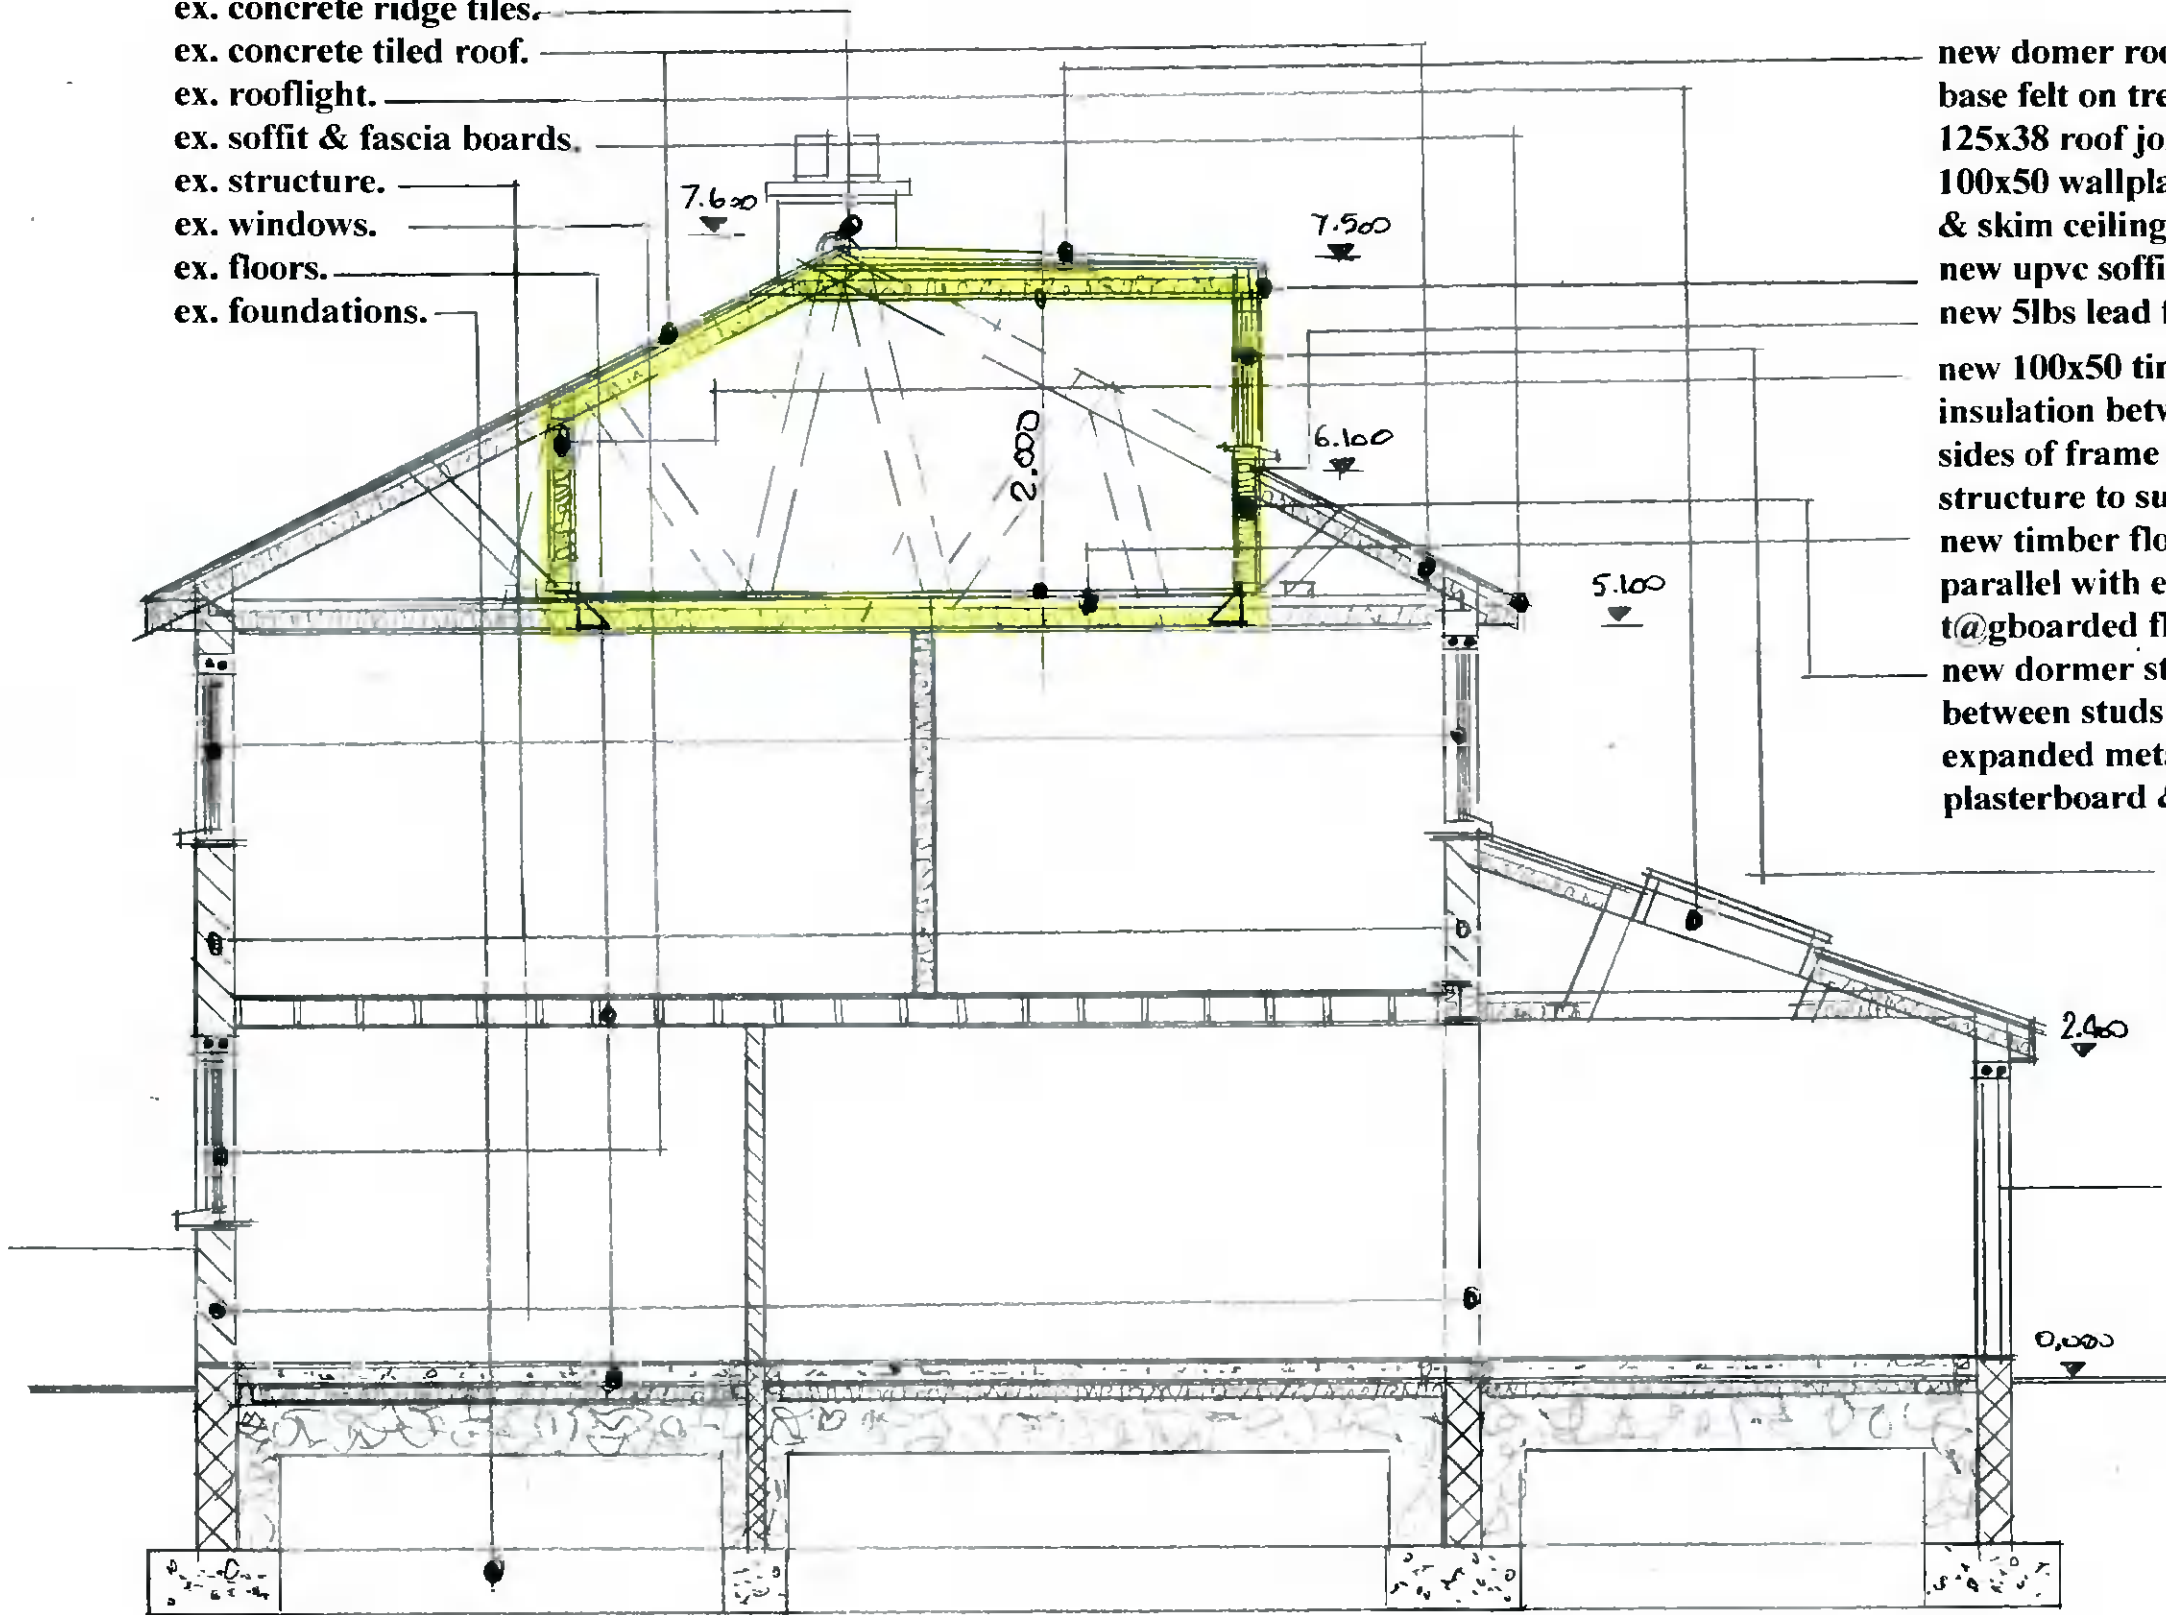 ex. concrete ridge tiles.
ex. concrete tiled roof.
ex. rooflight.
ex. soffit & fascia boards.
ex. structure.
ex. windows.
ex. floors.
ex. foundations.
7.600
7.500
6.100
2.000
5.100
2.400
0.000
new domer roo
base felt on tre
125x38 roof jo
100x50 wallpla
& skim ceiling
new upvc soffi
new 5lbs lead f
new 100x50 tin
insulation betw
sides of frame
structure to su
new timber flo
parallel with e
t@gboarded fl
new dormer st
between studs
expanded meta
plasterboard &